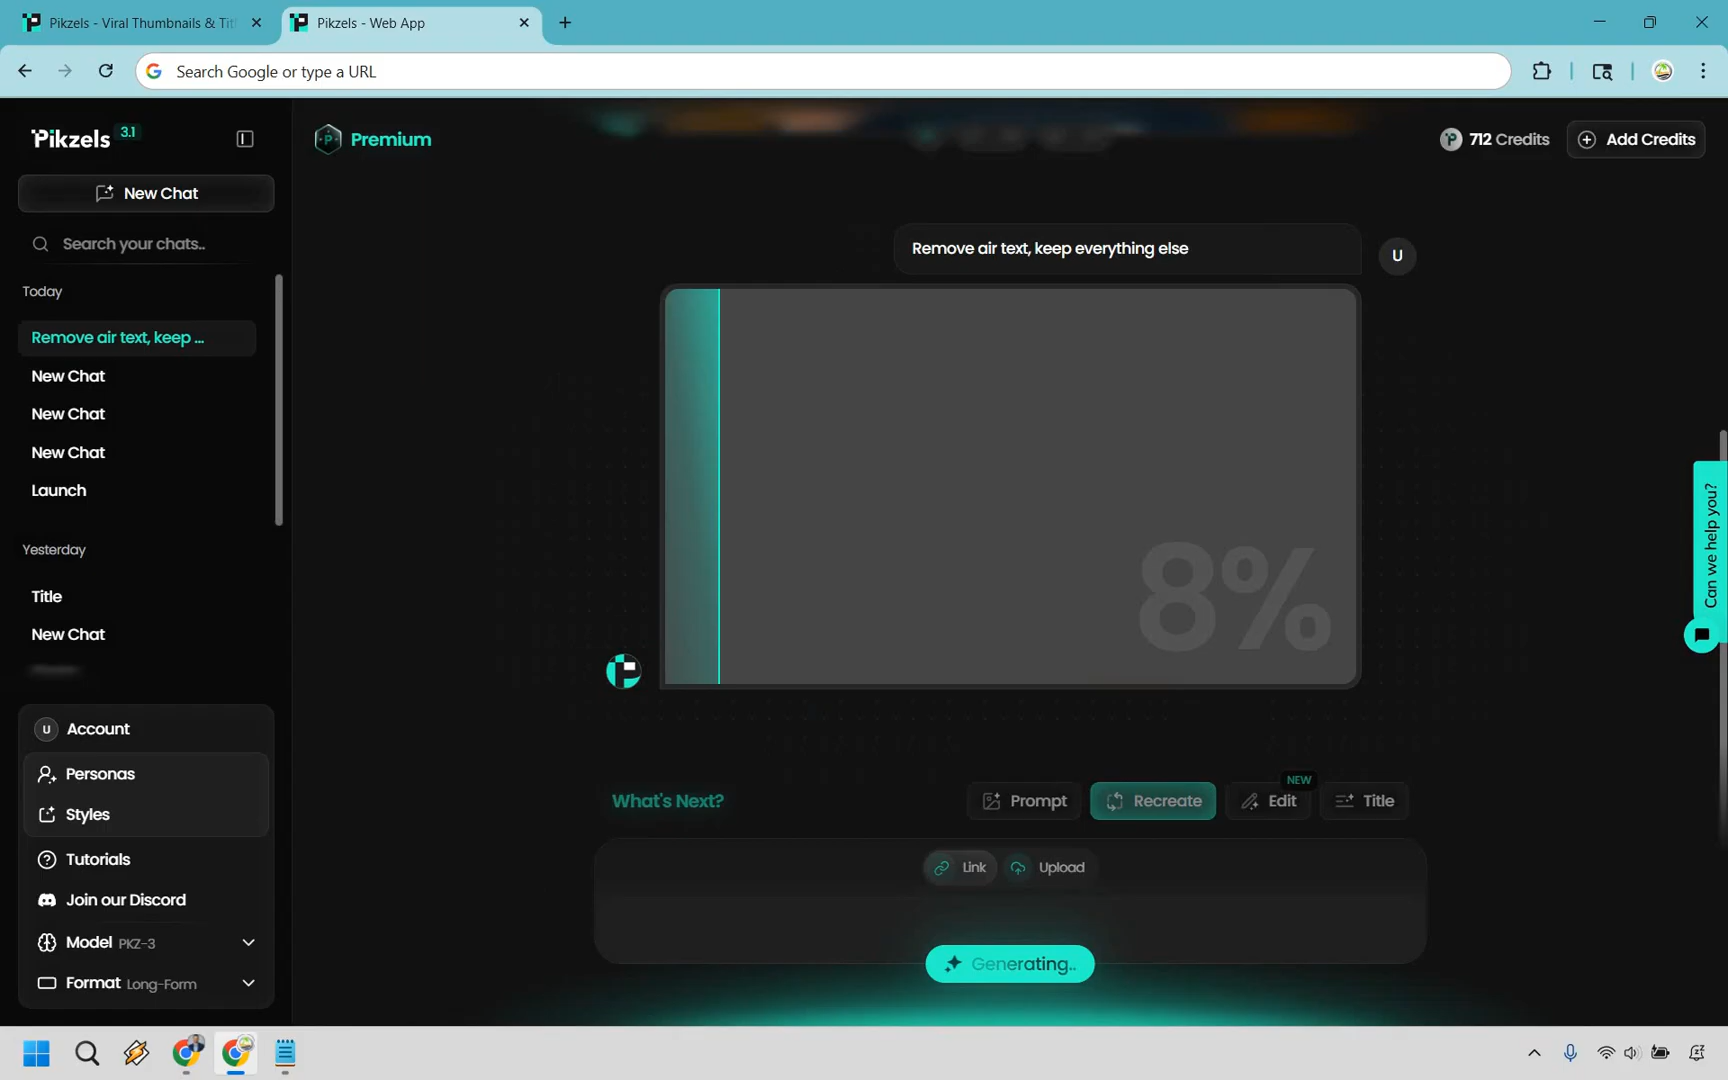 Pikzels - Viral Thumbnails & Tit
Pikzels - Web App
Search Google or type a URL
Pikzels 3.1
Premium
712 Credits
Add Credits
New Chat
Search your chats..
Today
Remove air text, keep ...
New Chat
New Chat
New Chat
Launch
Yesterday
Title
New Chat
U Account
Personas
Styles
Tutorials
Join our Discord
Model PKZ-3
Format Long-Form
Remove air text, keep everything else
U
8%
What's Next?
Prompt
Recreate
NEW
Edit
Title
Link
Upload
Generating..
Can we help you?